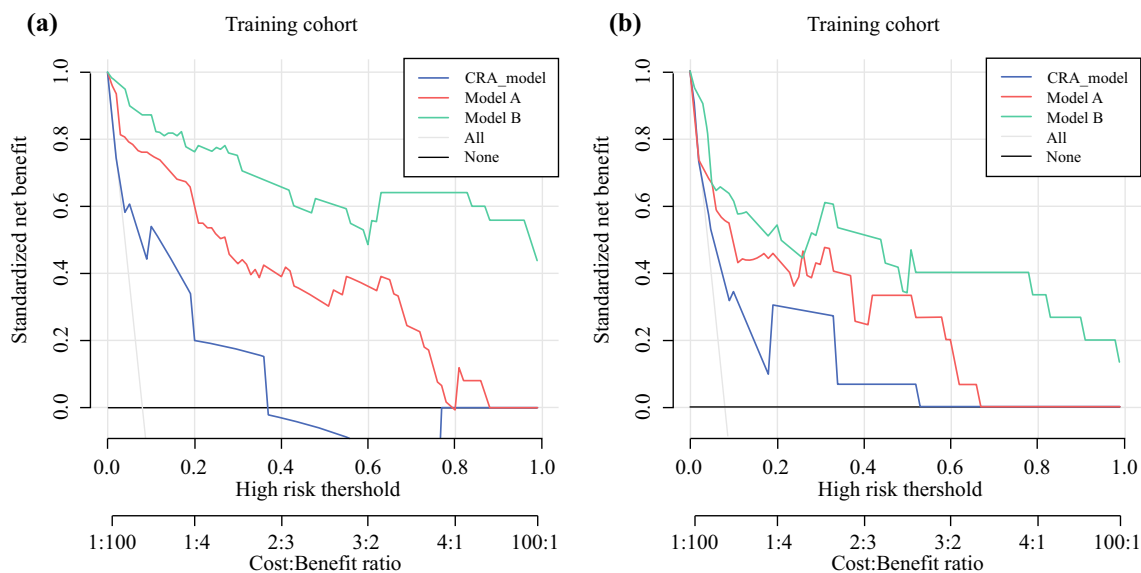 (a)
Training cohort
CRA_model
Model A
Model B
All
None
Standardized net benefit
1.0
0.8
0.6
0.4
0.2
0.0
0.0 0.2 0.4 0.6 0.8 1.0
High risk thershold
1:100 1:4 2:3 3:2 4:1 100:1
Cost:Benefit ratio
(b)
Training cohort
CRA_model
Model A
Model B
All
None
Standardized net benefit
1.0
0.8
0.6
0.4
0.2
0.0
0.0 0.2 0.4 0.6 0.8 1.0
High risk thershold
1:100 1:4 2:3 3:2 4:1 100:1
Cost:Benefit ratio